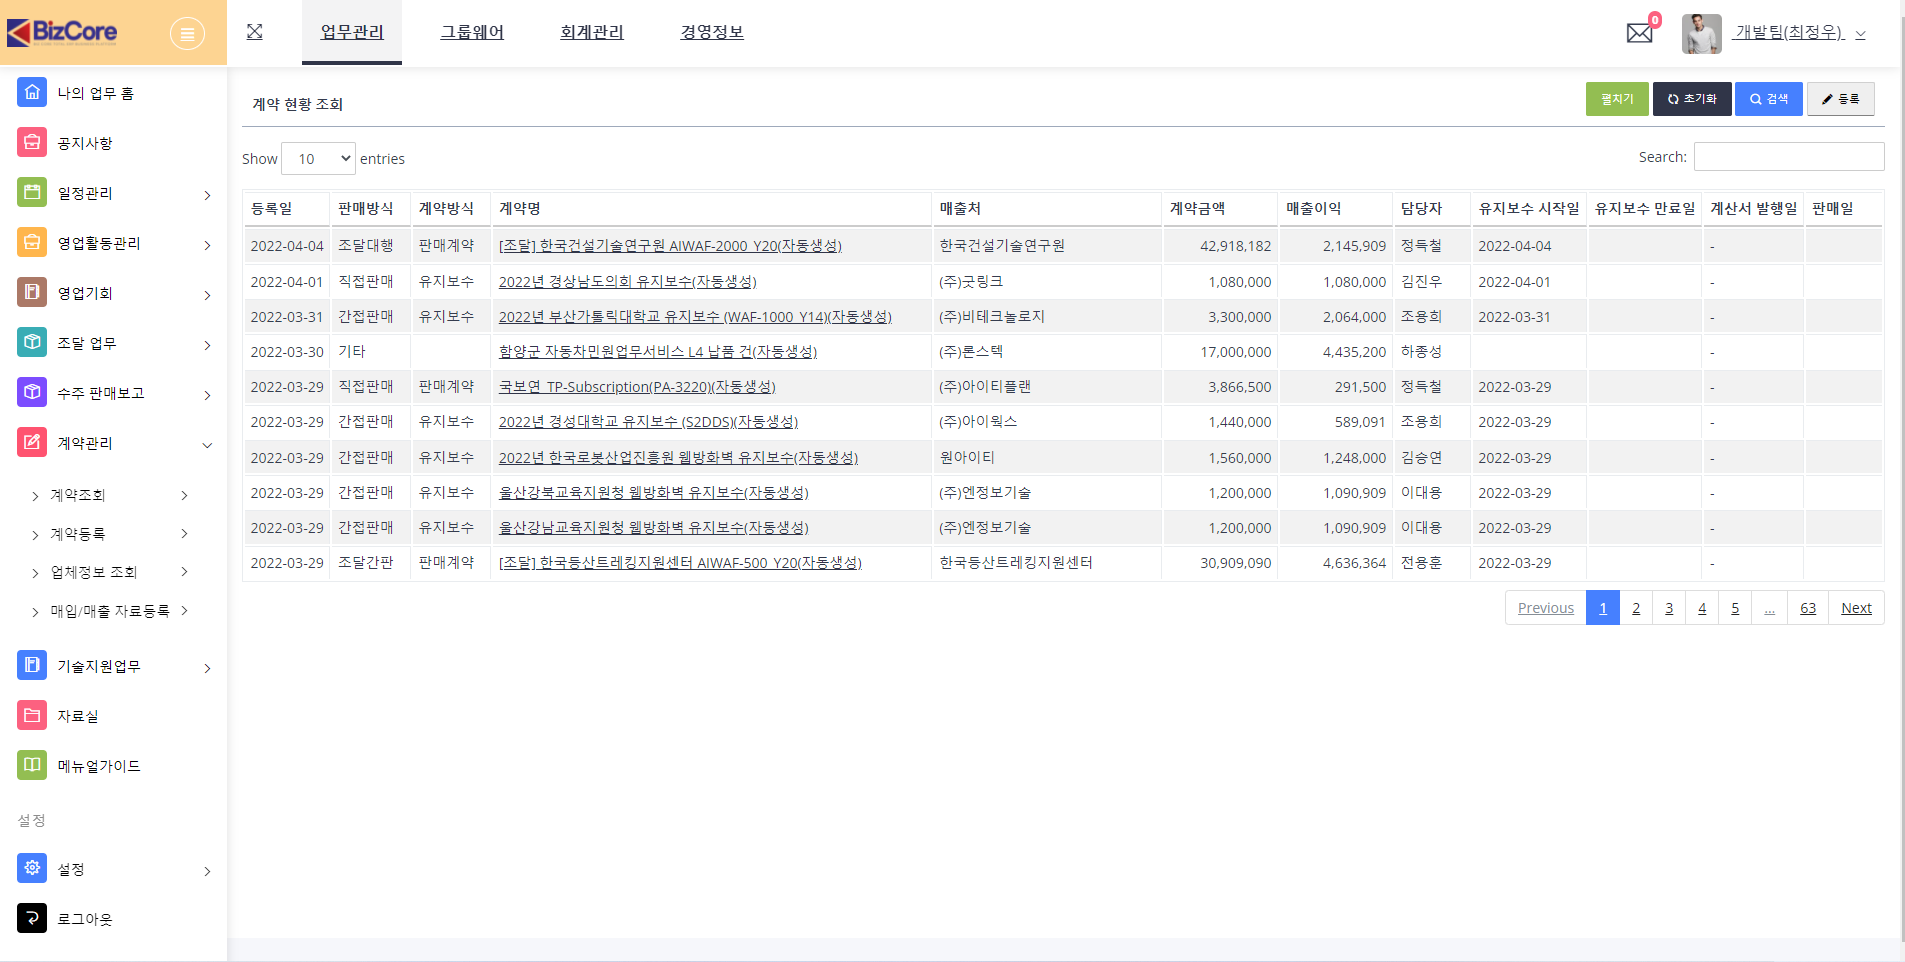 BizCore
업무관리 그룹웨어 회계관리 경영정보
0
개발팀(최정우)
나의 업무 홈
공지사항
일정관리
영업활동관리
영업기회
조달 업무
수주 판매보고
계약관리
계약조회
계약등록
업체정보 조회
매입/매출 자료등록
기술지원업무
자료실
메뉴얼가이드
설정
설정
로그아웃
계약 현황 조회
펼치기 초기화 검색 등록
Show 10 entries
Search:
등록일 판매방식 계약방식 계약명 매출처 계약금액 매출이익 담당자 유지보수 시작일 유지보수 만료일 계산서 발행일 판매일
2022-04-04 조달대행 판매계약 [조달] 한국건설기술연구원 AIWAF-2000_Y20(자동생성) 한국건설기술연구원 42,918,182 2,145,909 정득철 2022-04-04 -
2022-04-01 직접판매 유지보수 2022년 경상남도의회 유지보수(자동생성) (주)굿링크 1,080,000 1,080,000 김진우 2022-04-01 -
2022-03-31 간접판매 유지보수 2022년 부산가톨릭대학교 유지보수 (WAF-1000_Y14)(자동생성) (주)비테크놀로지 3,300,000 2,064,000 조용희 2022-03-31 -
2022-03-30 기타 함양군 자동차민원업무서비스 L4 납품 건(자동생성) (주)론스텍 17,000,000 4,435,200 하종성 -
2022-03-29 직접판매 판매계약 국보연_TP-Subscription(PA-3220)(자동생성) (주)아이티플랜 3,866,500 291,500 정득철 2022-03-29 -
2022-03-29 간접판매 유지보수 2022년 경성대학교 유지보수 (S2DDS)(자동생성) (주)아이웍스 1,440,000 589,091 조용희 2022-03-29 -
2022-03-29 간접판매 유지보수 2022년 한국로봇산업진흥원 웹방화벽 유지보수(자동생성) 원아이티 1,560,000 1,248,000 김승연 2022-03-29 -
2022-03-29 간접판매 유지보수 울산강북교육지원청 웹방화벽 유지보수(자동생성) (주)엔정보기술 1,200,000 1,090,909 이대용 2022-03-29 -
2022-03-29 간접판매 유지보수 울산강남교육지원청 웹방화벽 유지보수(자동생성) (주)엔정보기술 1,200,000 1,090,909 이대용 2022-03-29 -
2022-03-29 조달간판 판매계약 [조달] 한국등산트레킹지원센터 AIWAF-500_Y20(자동생성) 한국등산트레킹지원센터 30,909,090 4,636,364 전용훈 2022-03-29 -
Previous 1 2 3 4 5 … 63 Next